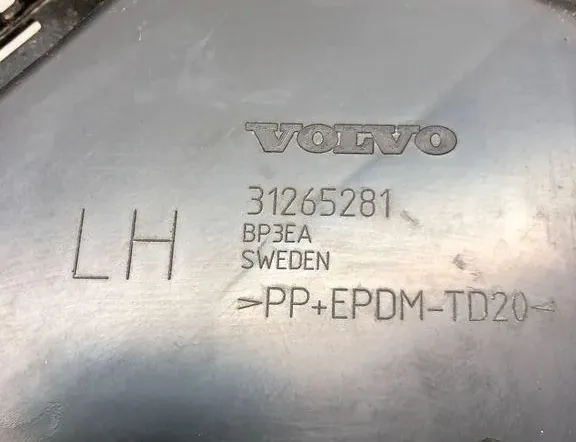 VOLVO
31265281
LH
BP3EA
SWEDEN
>PP+EPDM-TD20<